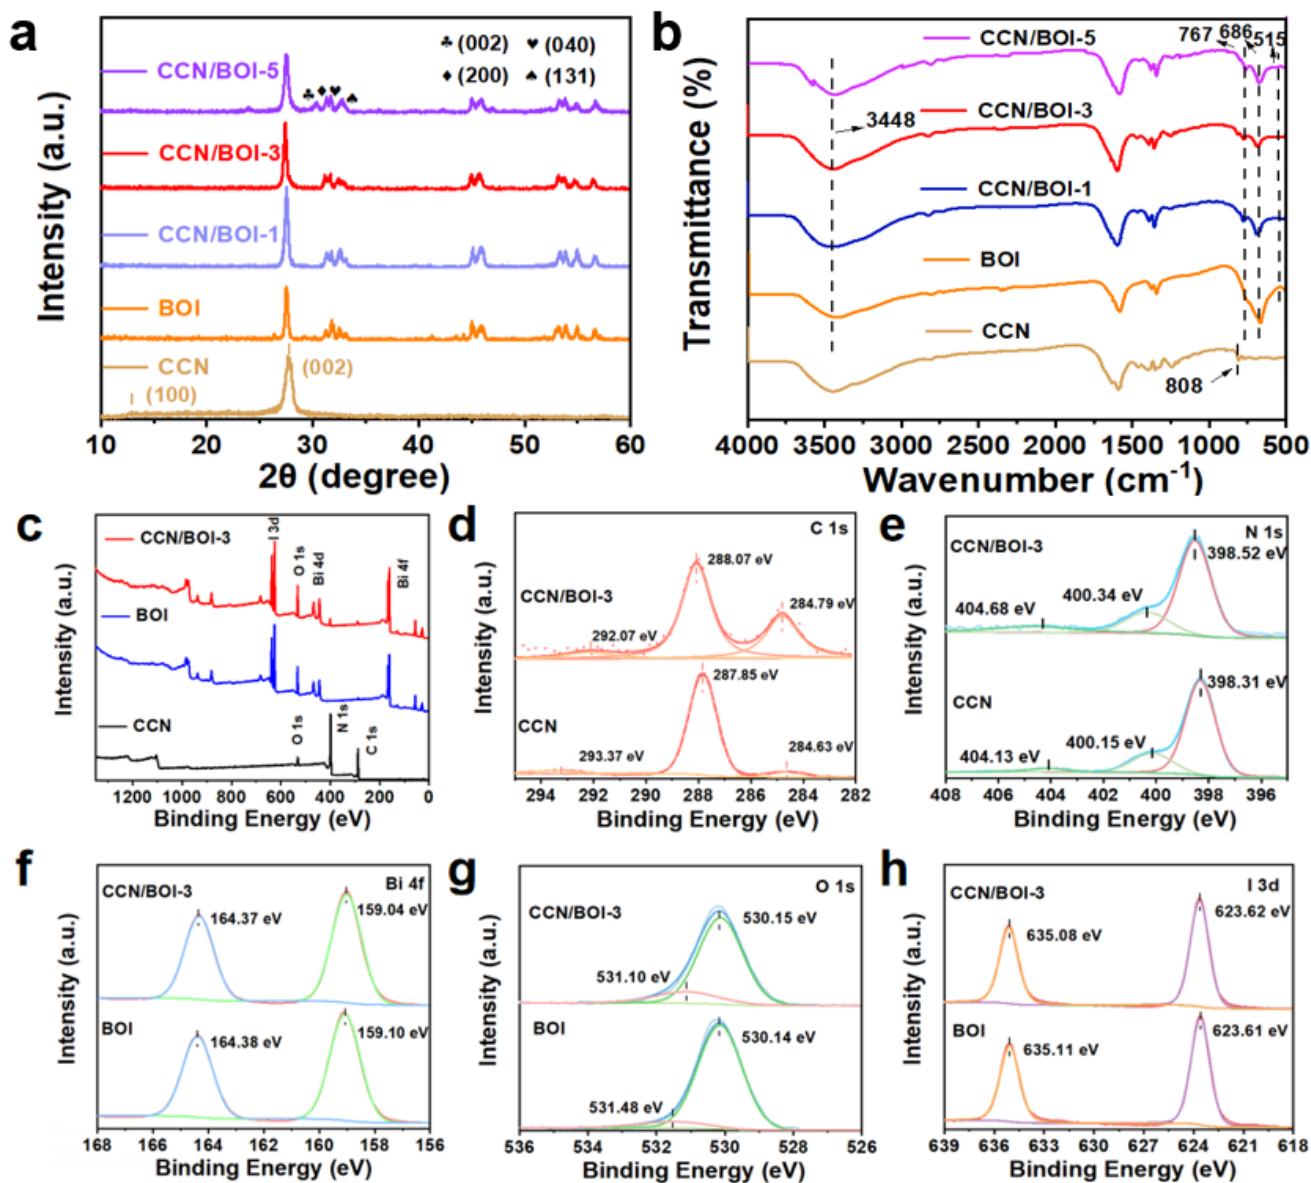 a
Intensity (a.u.)
♣ (002) ♥ (040)
♦ (200) ♠ (131)
CCN/BOI-5
♣ ♦ ♥ ♠
CCN/BOI-3
CCN/BOI-1
BOI
CCN
(002)
(100)
10 20 30 40 50 60
2θ (degree)
b
Transmittance (%)
CCN/BOI-5
767 686 515
3448
CCN/BOI-3
CCN/BOI-1
BOI
CCN
808
4000 3500 3000 2500 2000 1500 1000 500
Wavenumber (cm⁻¹)
c
Intensity (a.u.)
CCN/BOI-3
I 3d
O 1s
Bi 4d
Bi 4f
BOI
CCN
O 1s
N 1s
C 1s
1200 1000 800 600 400 200 0
Binding Energy (eV)
d
Intensity (a.u.)
C 1s
CCN/BOI-3
288.07 eV
284.79 eV
292.07 eV
287.85 eV
CCN
293.37 eV
284.63 eV
294 292 290 288 286 284 282
Binding Energy (eV)
e
Intensity (a.u.)
N 1s
CCN/BOI-3
398.52 eV
400.34 eV
404.68 eV
CCN
398.31 eV
400.15 eV
404.13 eV
408 406 404 402 400 398 396
Binding Energy (eV)
f
Intensity (a.u.)
Bi 4f
CCN/BOI-3
164.37 eV
159.04 eV
BOI
164.38 eV
159.10 eV
168 166 164 162 160 158 156
Binding Energy (eV)
g
Intensity (a.u.)
O 1s
CCN/BOI-3
530.15 eV
531.10 eV
BOI
530.14 eV
531.48 eV
536 534 532 530 528 526
Binding Energy (eV)
h
Intensity (a.u.)
I 3d
CCN/BOI-3
623.62 eV
635.08 eV
BOI
623.61 eV
635.11 eV
639 636 633 630 627 624 621 618
Binding Energy (eV)